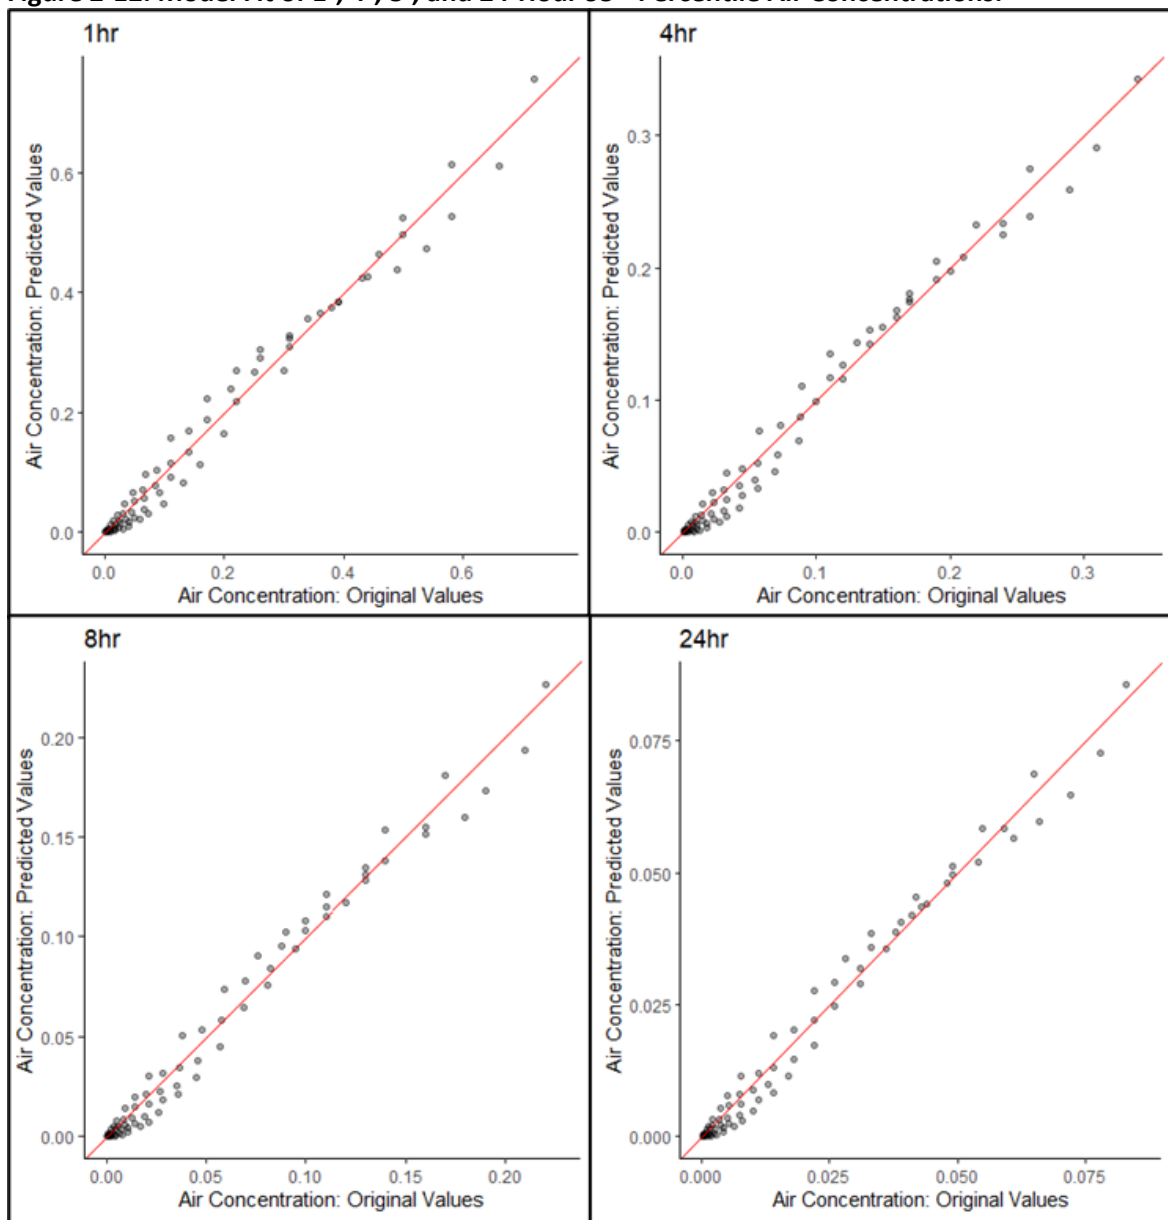 1hr
0.6
0.4
0.2
0.0
Air Concentration: Predicted Values
0.0 0.2 0.4 0.6
Air Concentration: Original Values
4hr
0.3
0.2
0.1
0.0
Air Concentration: Predicted Values
0.0 0.1 0.2 0.3
Air Concentration: Original Values
8hr
0.20
0.15
0.10
0.05
0.00
Air Concentration: Predicted Values
0.00 0.05 0.10 0.15 0.20
Air Concentration: Original Values
24hr
0.075
0.050
0.025
0.000
Air Concentration: Predicted Values
0.000 0.025 0.050 0.075
Air Concentration: Original Values